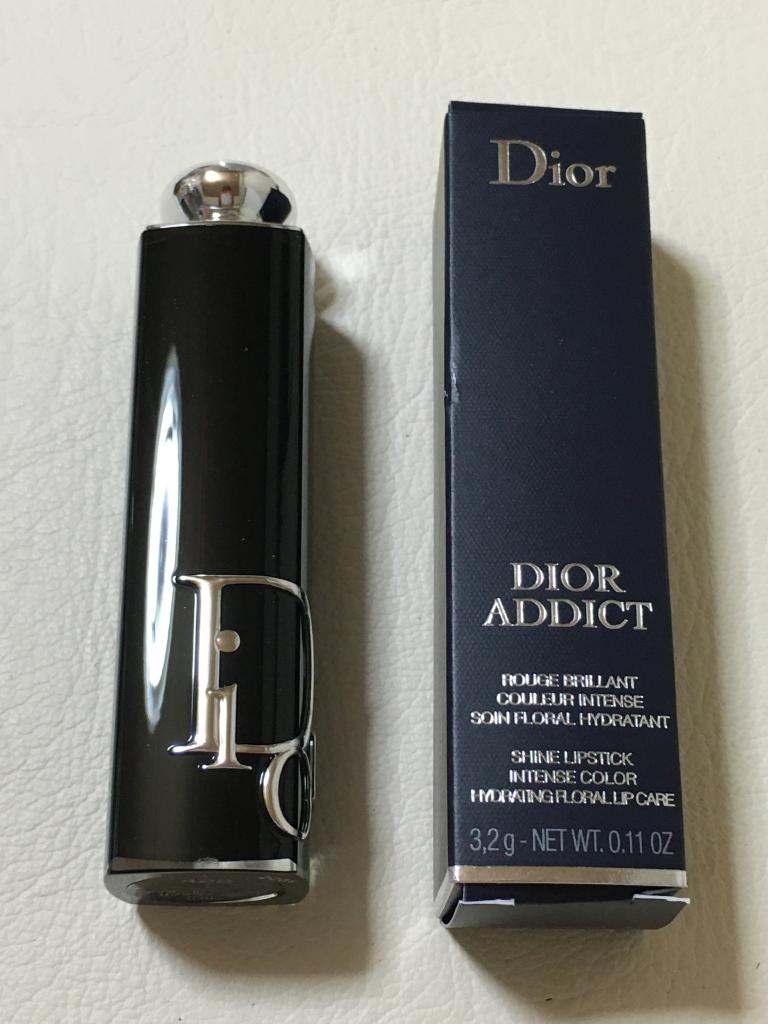 Dio
Dior
DIOR
ADDICT
ROUGE BRILLANT
COULEUR INTENSE
SOIN FLORAL HYDRATANT
SHINE LIPSTICK
INTENSE COLOR
HYDRATING FLORAL LIP CARE
3,2 g - NET WT. 0.11 OZ